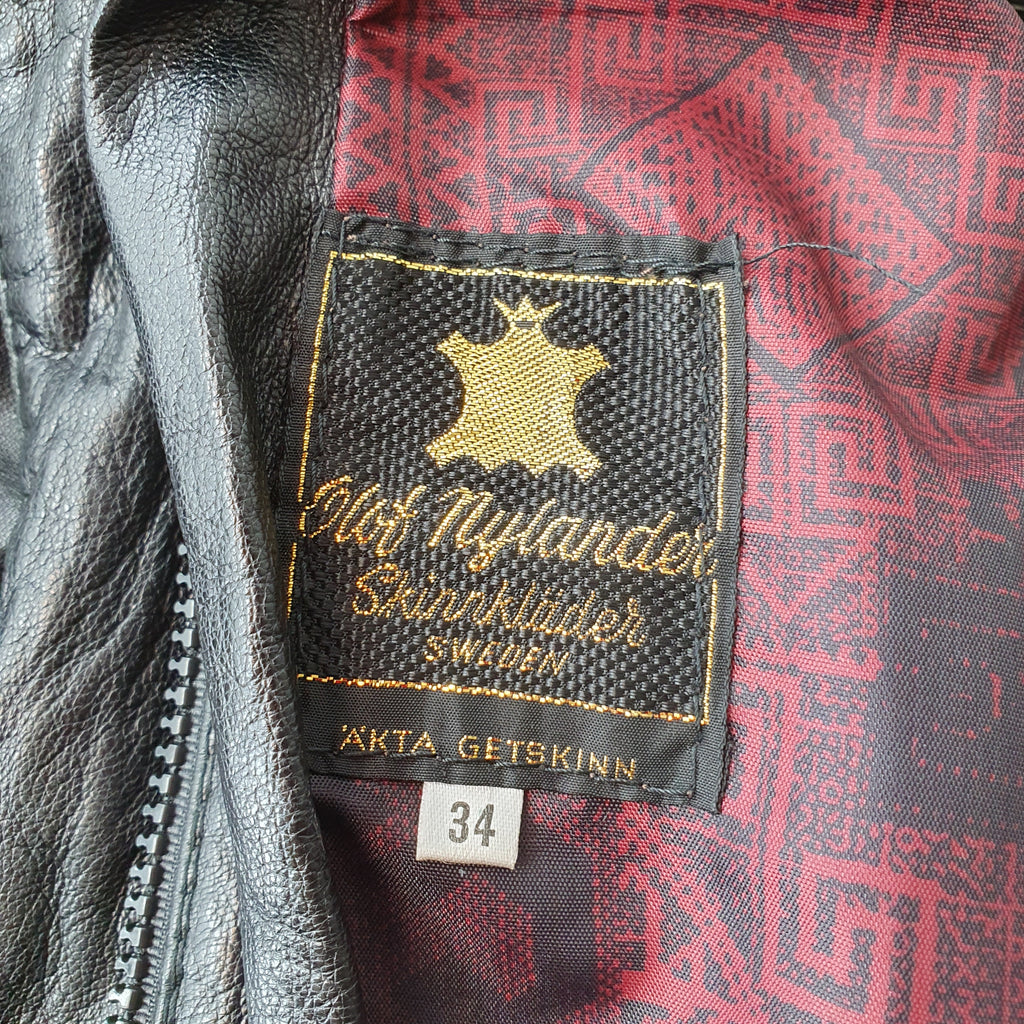 Olof Nylander
Skinnkläder
SWEDEN
ÄKTA GETSKINN
34